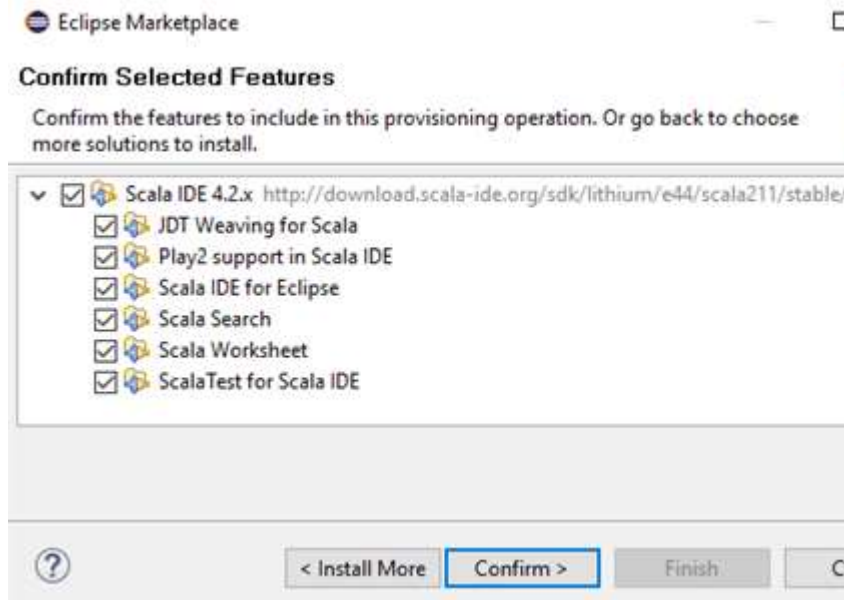 Eclipse Marketplace
Confirm Selected Features
Confirm the features to include in this provisioning operation. Or go back to choose
more solutions to install.
Scala IDE 4.2.x http://download.scala-ide.org/sdk/lithium/e44/scala211/stable/
JDT Weaving for Scala
Play2 support in Scala IDE
Scala IDE for Eclipse
Scala Search
Scala Worksheet
ScalaTest for Scala IDE
? < Install More Confirm > Finish C